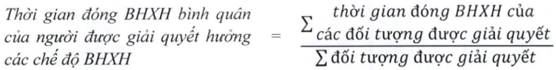 Thời gian đóng BHXH bình quân
của người được giải quyết hưởng
các chế độ BHXH
=
∑ thời gian đóng BHXH của
các đối tượng được giải quyết
∑ đối tượng được giải quyết